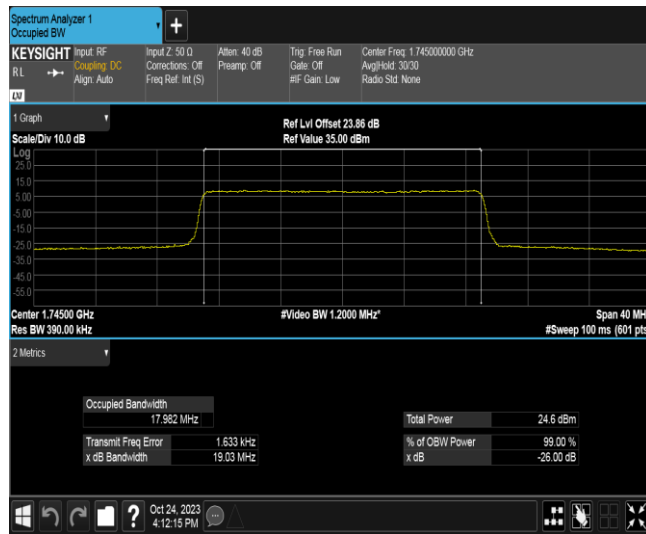 Spectrum Analyzer 1
Occupied BW
+
KEYSIGHT
RL
LXI
Input: RF
Coupling: DC
Align: Auto
Input Z: 50 Ω
Corrections: Off
Freq Ref: Int (S)
Atten: 40 dB
Preamp: Off
Trig: Free Run
Gate: Off
#IF Gain: Low
Center Freq: 1.745000000 GHz
Avg|Hold: 30/30
Radio Std: None
1 Graph
Scale/Div 10.0 dB
Ref Lvl Offset 23.86 dB
Ref Value 35.00 dBm
Log
25.0
15.0
5.00
-5.00
-15.0
-25.0
-35.0
-45.0
-55.0
Center 1.74500 GHz
Res BW 390.00 kHz
#Video BW 1.2000 MHz*
Span 40 MH
#Sweep 100 ms (601 pts
2 Metrics
Occupied Bandwidth
17.982 MHz
Transmit Freq Error 1.633 kHz
x dB Bandwidth 19.03 MHz
Total Power 24.6 dBm
% of OBW Power 99.00 %
x dB -26.00 dB
?
Oct 24, 2023
4:12:15 PM